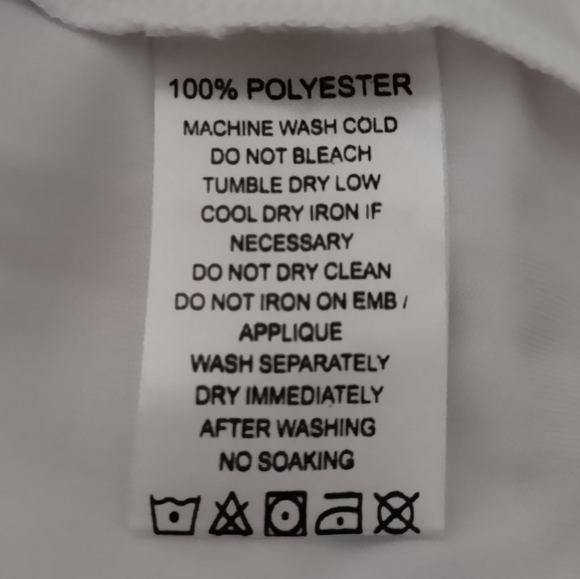 100% POLYESTER
MACHINE WASH COLD
DO NOT BLEACH
TUMBLE DRY LOW
COOL DRY IRON IF
NECESSARY
DO NOT DRY CLEAN
DO NOT IRON ON EMB /
APPLIQUE
WASH SEPARATELY
DRY IMMEDIATELY
AFTER WASHING
NO SOAKING